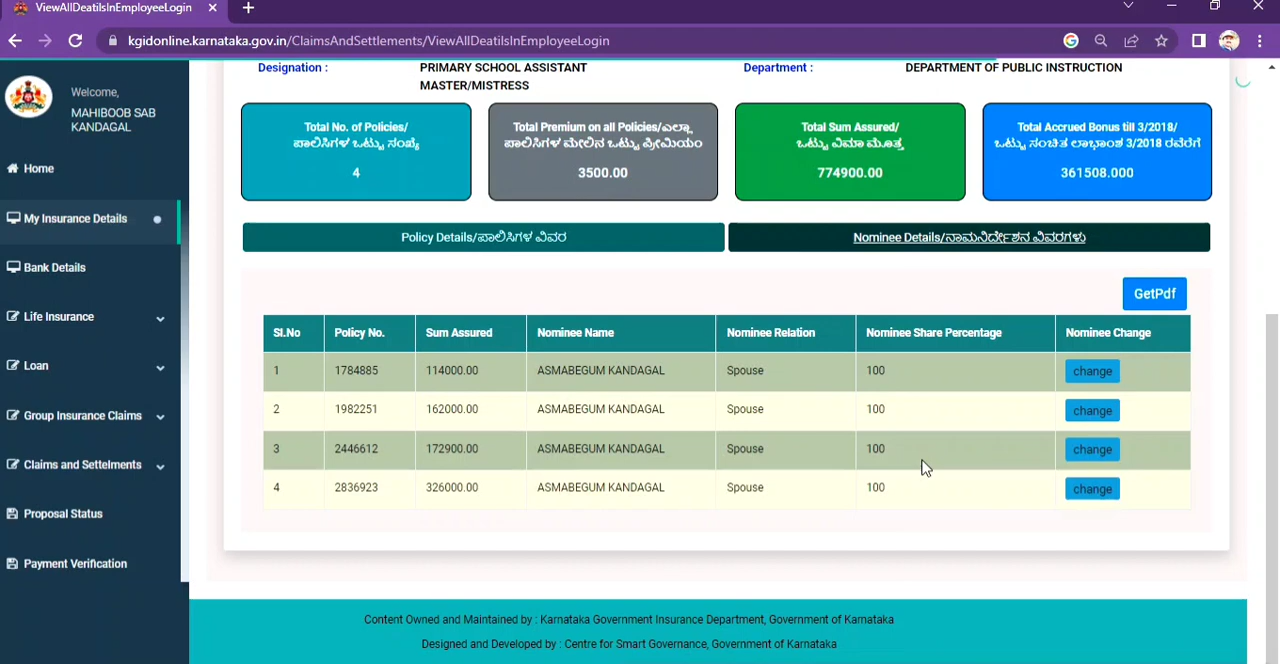 ViewAllDeatilsInEmployeeLogin
kgidonline.karnataka.gov.in/ClaimsAndSettlements/ViewAllDeatilsInEmployeeLogin
Welcome,
MAHIBOOB SAB
KANDAGAL
Home
My Insurance Details
Bank Details
Life Insurance
Loan
Group Insurance Claims
Claims and Settelments
Proposal Status
Payment Verification
Designation : PRIMARY SCHOOL ASSISTANT MASTER/MISTRESS
Department : DEPARTMENT OF PUBLIC INSTRUCTION
Total No. of Policies/
ಪಾಲಿಸಿಗಳ ಒಟ್ಟು ಸಂಖ್ಯೆ
4
Total Premium on all Policies/ಎಲ್ಲಾ
ಪಾಲಿಸಿಗಳ ಮೇಲಿನ ಒಟ್ಟು ಪ್ರೀಮಿಯಂ
3500.00
Total Sum Assured/
ಒಟ್ಟು ವಿಮಾ ಮೊತ್ತ
774900.00
Total Accrued Bonus till 3/2018/
ಒಟ್ಟು ಸಂಚಿತ ಲಾಭಾಂಶ 3/2018 ರವೆರೆಗೆ
361508.000
Policy Details/ಪಾಲಿಸಿಗಳ ವಿವರ
Nominee Details/ನಾಮನಿರ್ದೇಶನ ವಿವರಗಳು
GetPdf
Sl.No Policy No. Sum Assured Nominee Name Nominee Relation Nominee Share Percentage Nominee Change
1 1784885 114000.00 ASMABEGUM KANDAGAL Spouse 100 change
2 1982251 162000.00 ASMABEGUM KANDAGAL Spouse 100 change
3 2446612 172900.00 ASMABEGUM KANDAGAL Spouse 100 change
4 2836923 326000.00 ASMABEGUM KANDAGAL Spouse 100 change
Content Owned and Maintained by : Karnataka Government Insurance Department, Government of Karnataka
Designed and Developed by : Centre for Smart Governance, Government of Karnataka